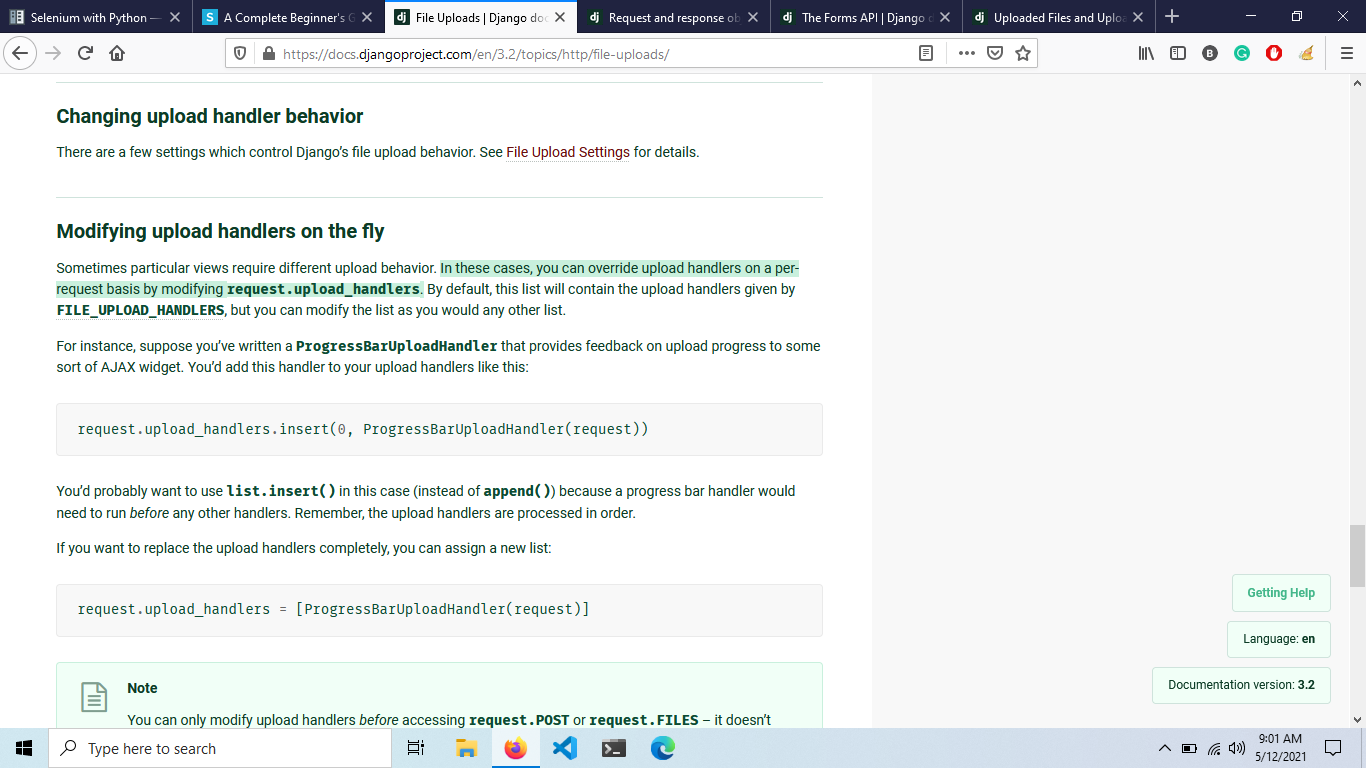 Selenium with Python —
A Complete Beginner's G
File Uploads | Django doc
Request and response ob
The Forms API | Django d
Uploaded Files and Uploa
https://docs.djangoproject.com/en/3.2/topics/http/file-uploads/
Changing upload handler behavior
There are a few settings which control Django’s file upload behavior. See File Upload Settings for details.
Modifying upload handlers on the fly
Sometimes particular views require different upload behavior. In these cases, you can override upload handlers on a per-
request basis by modifying request.upload_handlers. By default, this list will contain the upload handlers given by
FILE_UPLOAD_HANDLERS, but you can modify the list as you would any other list.
For instance, suppose you’ve written a ProgressBarUploadHandler that provides feedback on upload progress to some
sort of AJAX widget. You’d add this handler to your upload handlers like this:
request.upload_handlers.insert(0, ProgressBarUploadHandler(request))
You’d probably want to use list.insert() in this case (instead of append()) because a progress bar handler would
need to run before any other handlers. Remember, the upload handlers are processed in order.
If you want to replace the upload handlers completely, you can assign a new list:
request.upload_handlers = [ProgressBarUploadHandler(request)]
Note
You can only modify upload handlers before accessing request.POST or request.FILES – it doesn’t
Getting Help
Language: en
Documentation version: 3.2
Type here to search
9:01 AM
5/12/2021